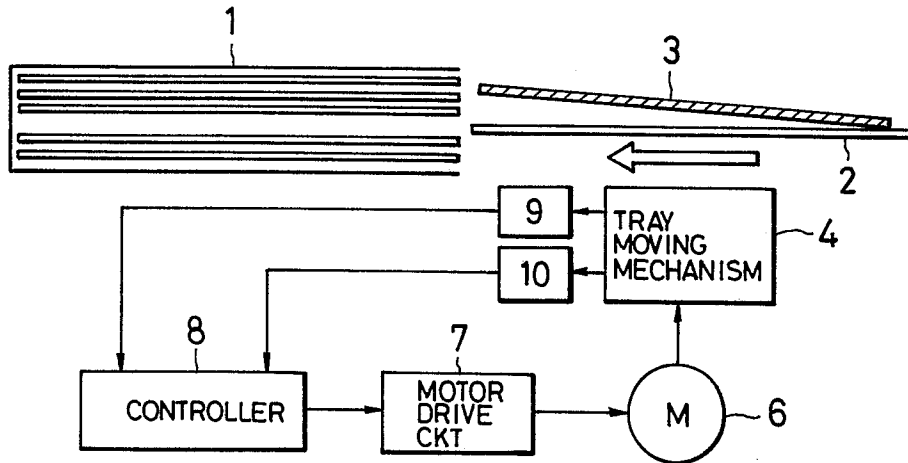 1
3
2
9
TRAY
MOVING
MECHANISM
4
10
8
7
CONTROLLER
MOTOR
DRIVE
CKT
M
6